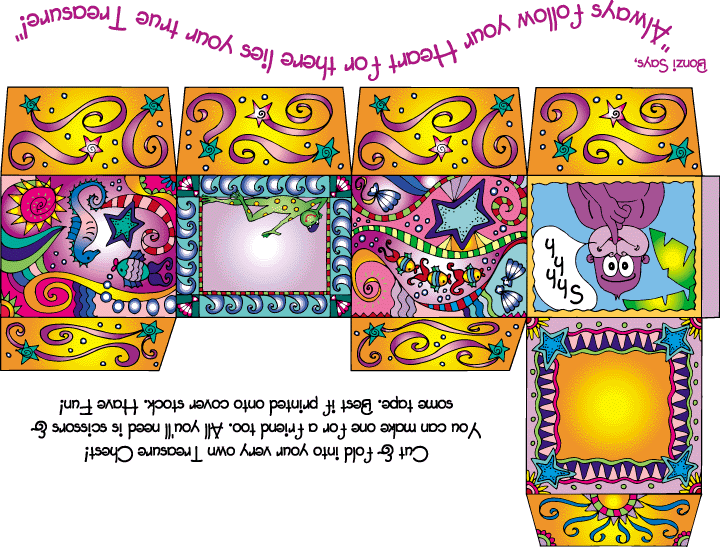 Bonzi Says,
"Always Follow your Heart for there lies your true Treasure!"
Shhhh
Cut & fold into your very own Treasure Chest!
You can make one for a friend too. All you'll need is scissors &
some tape. Best if printed onto cover stock. Have Fun!